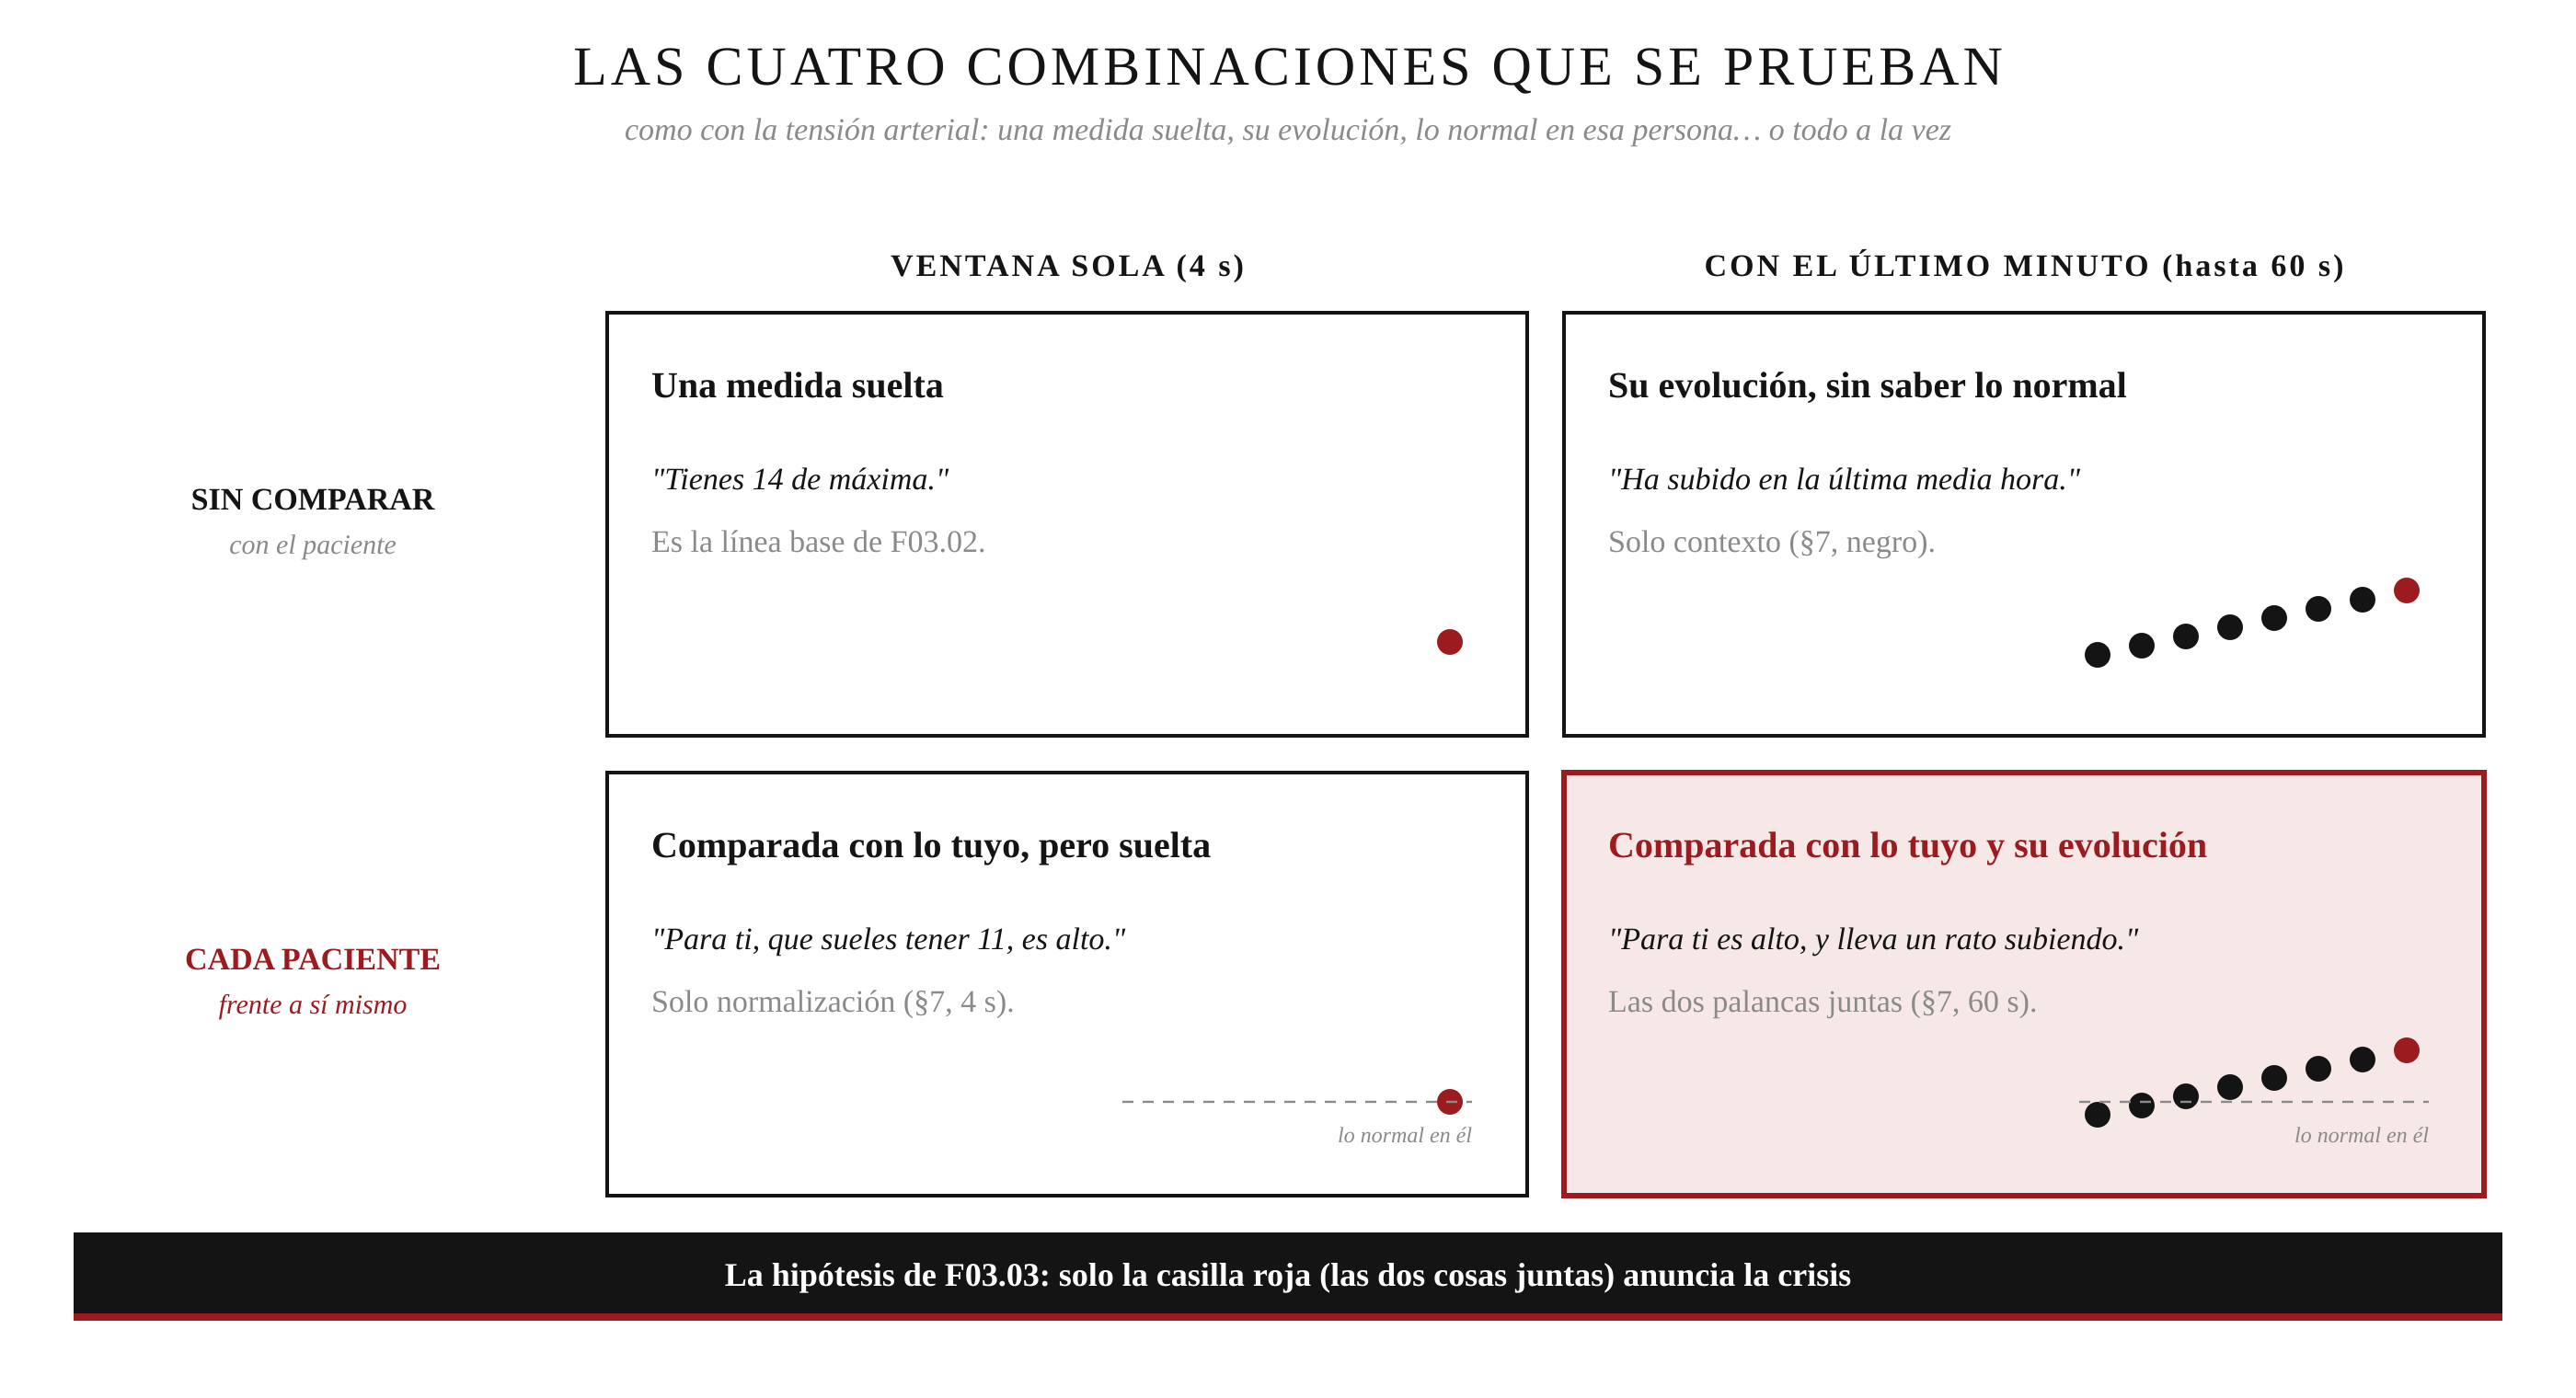 LAS CUATRO COMBINACIONES QUE SE PRUEBAN
como con la tensión arterial: una medida suelta, su evolución, lo normal en esa persona… o todo a la vez
VENTANA SOLA (4 s)
CON EL ÚLTIMO MINUTO (hasta 60 s)
SIN COMPARAR
con el paciente
Una medida suelta
"Tienes 14 de máxima."
Es la línea base de F03.02.
Su evolución, sin saber lo normal
"Ha subido en la última media hora."
Solo contexto (§7, negro).
CADA PACIENTE
frente a sí mismo
Comparada con lo tuyo, pero suelta
"Para ti, que sueles tener 11, es alto."
Solo normalización (§7, 4 s).
lo normal en él
Comparada con lo tuyo y su evolución
"Para ti es alto, y lleva un rato subiendo."
Las dos palancas juntas (§7, 60 s).
lo normal en él
La hipótesis de F03.03: solo la casilla roja (las dos cosas juntas) anuncia la crisis